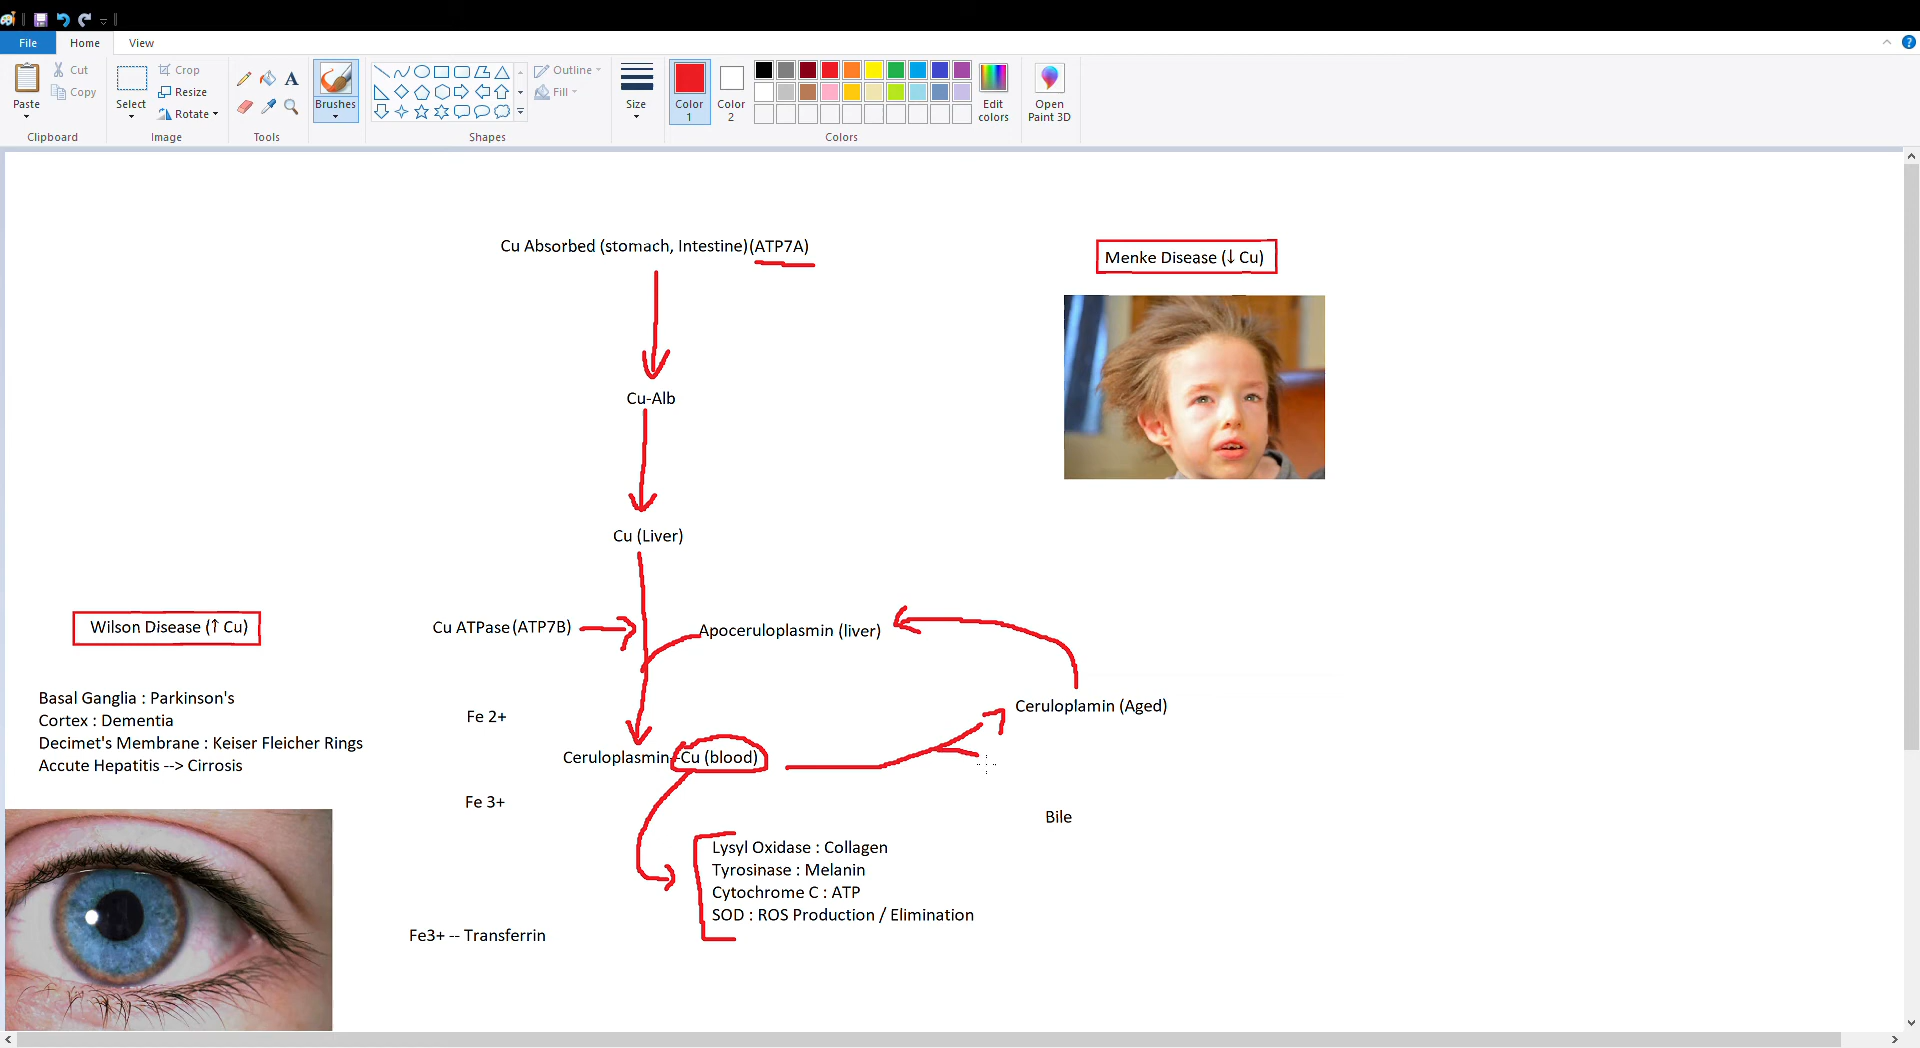 File
Home
View
Paste
Cut
Copy
Clipboard
Select
Crop
Resize
Rotate
Image
A
Tools
Brushes
Shapes
Outline
Fill
Size
Color
1
Color
2
Colors
Edit
colors
Open
Paint 3D
?
Cu Absorbed (stomach, Intestine)(ATP7A)
Menke Disease (↓ Cu)
Cu-Alb
Cu (Liver)
Wilson Disease (↑ Cu)
Cu ATPase (ATP7B)
Apoceruloplasmin (liver)
Basal Ganglia : Parkinson's
Cortex : Dementia
Decimet's Membrane : Keiser Fleicher Rings
Accute Hepatitis --> Cirrosis
Fe 2+
Ceruloplamin (Aged)
Ceruloplasmin--Cu (blood)
Fe 3+
Bile
Lysyl Oxidase : Collagen
Tyrosinase : Melanin
Cytochrome C : ATP
SOD : ROS Production / Elimination
Fe3+ -- Transferrin